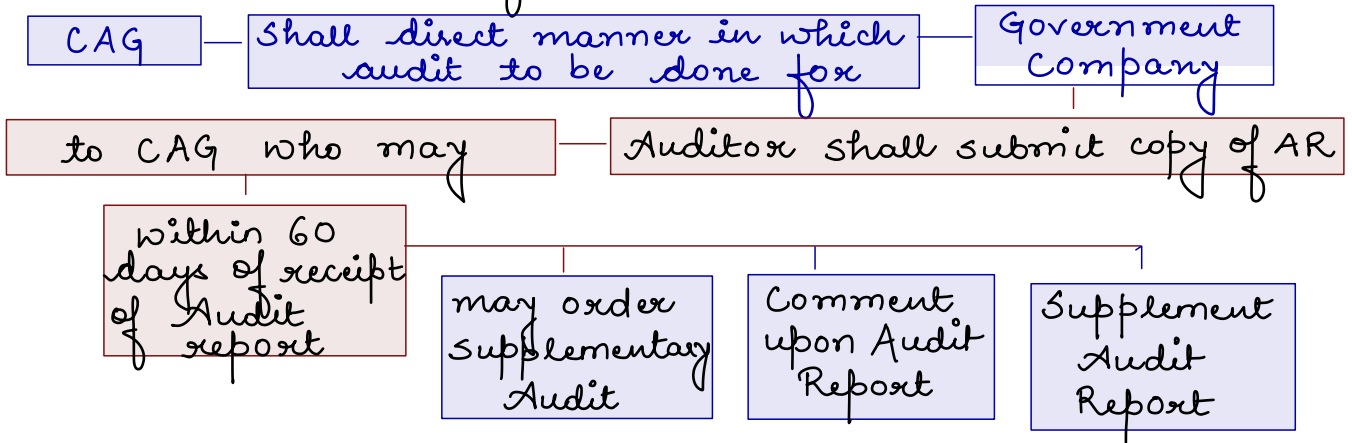 CAG
Shall direct manner in which
audit to be done for
Government
Company
to CAG who may
Auditor shall submit copy of AR
within 60
days of receipt
of Audit
report
may order
supplementary
Audit
Comment
upon Audit
Report
Supplement
Audit
Report